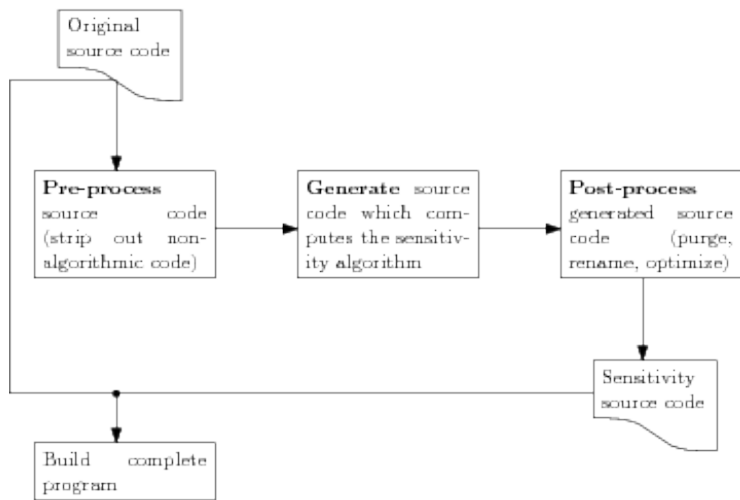 Original
source code
Pre-process
source code
(strip out non-
algorithmic code)
Generate source
code which com-
putes the sensitiv-
ity algorithm
Post-process
generated source
code (purge,
rename, optimize)
Sensitivity
source code
Build complete
program